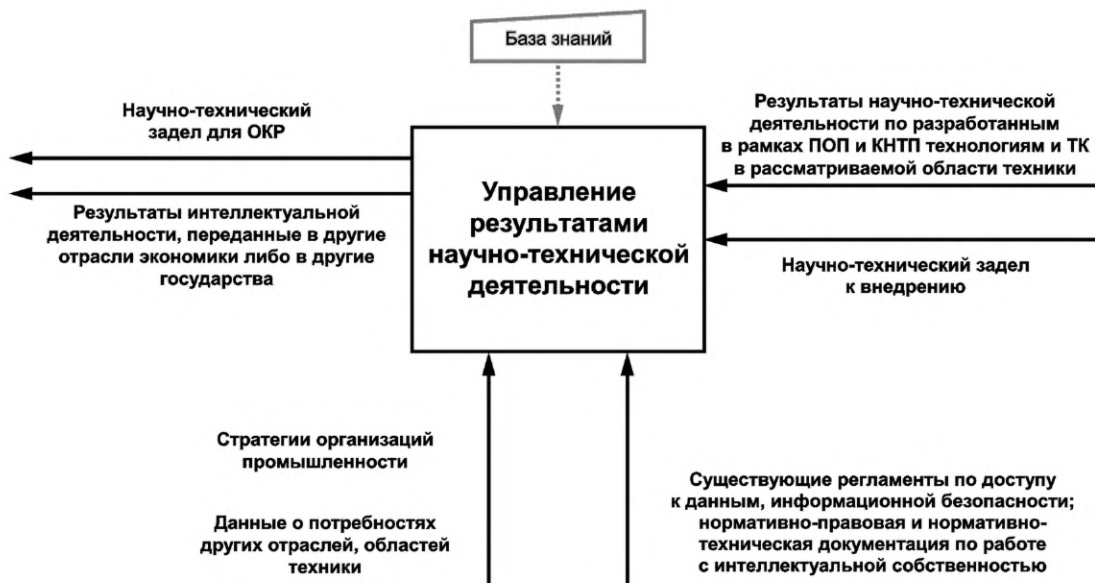 База знаний
Научно-технический
задел для ОКР
Результаты интеллектуальной
деятельности, переданные в другие
отрасли экономики либо в другие
государства
Управление
результатами
научно-технической
деятельности
Результаты научно-технической
деятельности по разработанным
в рамках ПОП и КНТП технологиям и ТК
в рассматриваемой области техники
Научно-технический задел
к внедрению
Стратегии организаций
промышленности
Данные о потребностях
других отраслей, областей
техники
Существующие регламенты по доступу
к данным, информационной безопасности;
нормативно-правовая и нормативно-
техническая документация по работе
с интеллектуальной собственностью